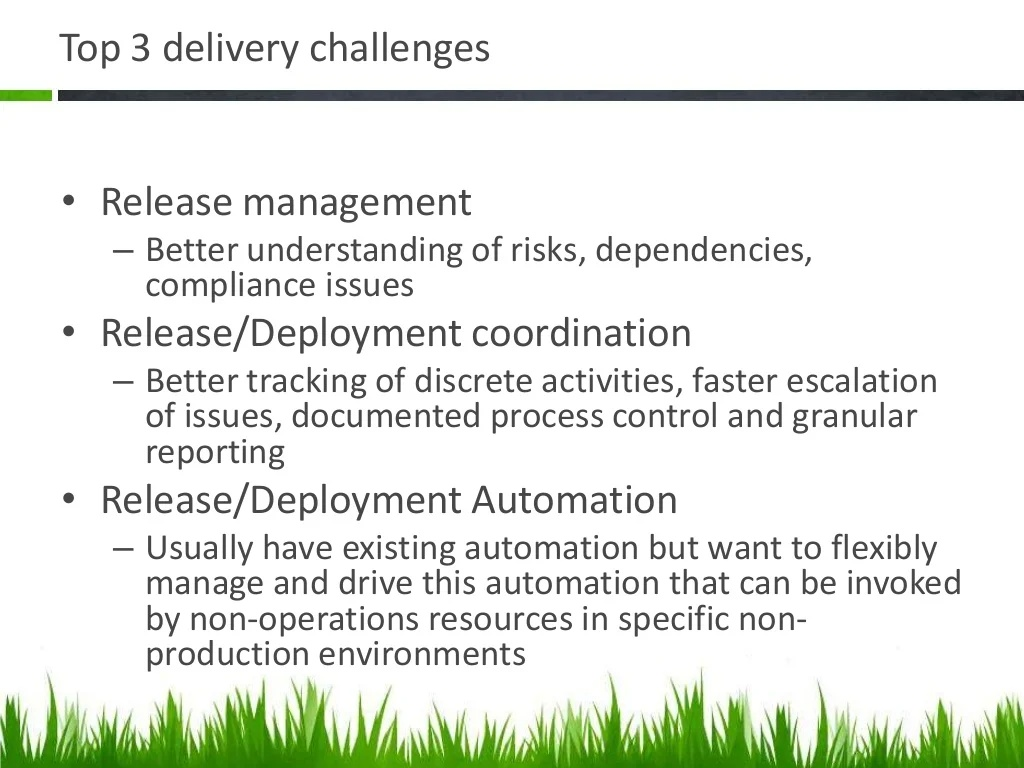 Top 3 delivery challenges
• Release management
– Better understanding of risks, dependencies,
compliance issues
• Release/Deployment coordination
– Better tracking of discrete activities, faster escalation
of issues, documented process control and granular
reporting
• Release/Deployment Automation
– Usually have existing automation but want to flexibly
manage and drive this automation that can be invoked
by non-operations resources in specific non-
production environments